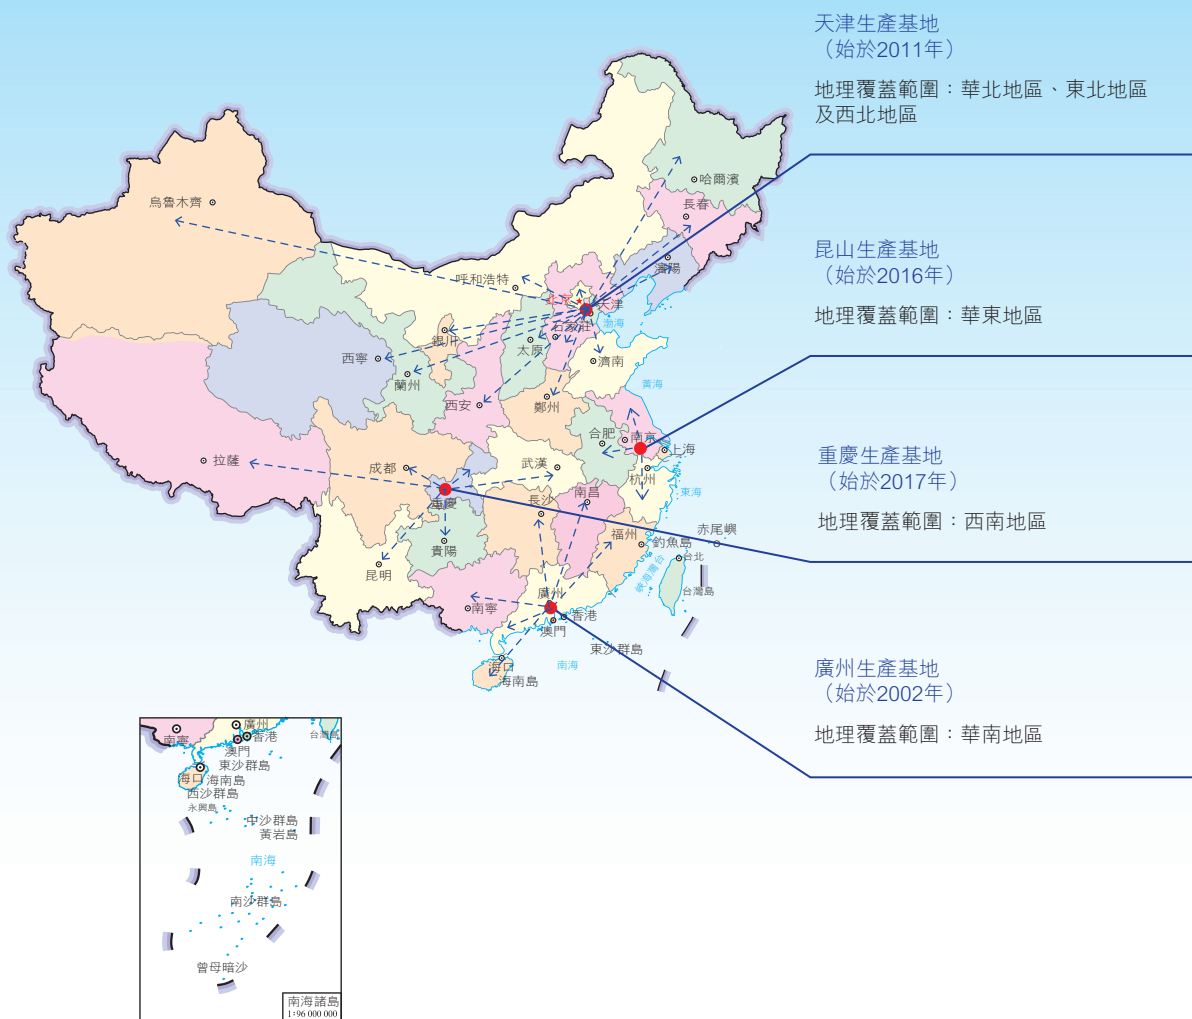 天津生產基地
（始於2011年）
地理覆蓋範圍：華北地區、東北地區
及西北地區
昆山生產基地
（始於2016年）
地理覆蓋範圍：華東地區
重慶生產基地
（始於2017年）
地理覆蓋範圍：西南地區
廣州生產基地
（始於2002年）
地理覆蓋範圍：華南地區
哈爾濱
長春
瀋陽
烏魯木齊
呼和浩特
北京
天津
石家莊
渤海
銀川
太原
西寧
濟南
蘭州
黃海
西安
鄭州
合肥
南京
上海
拉薩
成都
武漢
杭州
重慶
南昌
東海
長沙
貴陽
福州
釣魚島
赤尾嶼
台北
昆明
台灣海峽
台灣島
廣州
南寧
香港
澳門
東沙群島
海口
南海
海南島
廣州
南寧
香港
台灣島
澳門
東沙群島
海口
海南島
西沙群島
永興島
中沙群島
黃岩島
南海
南沙群島
曾母暗沙
南海諸島
1:96 000 000